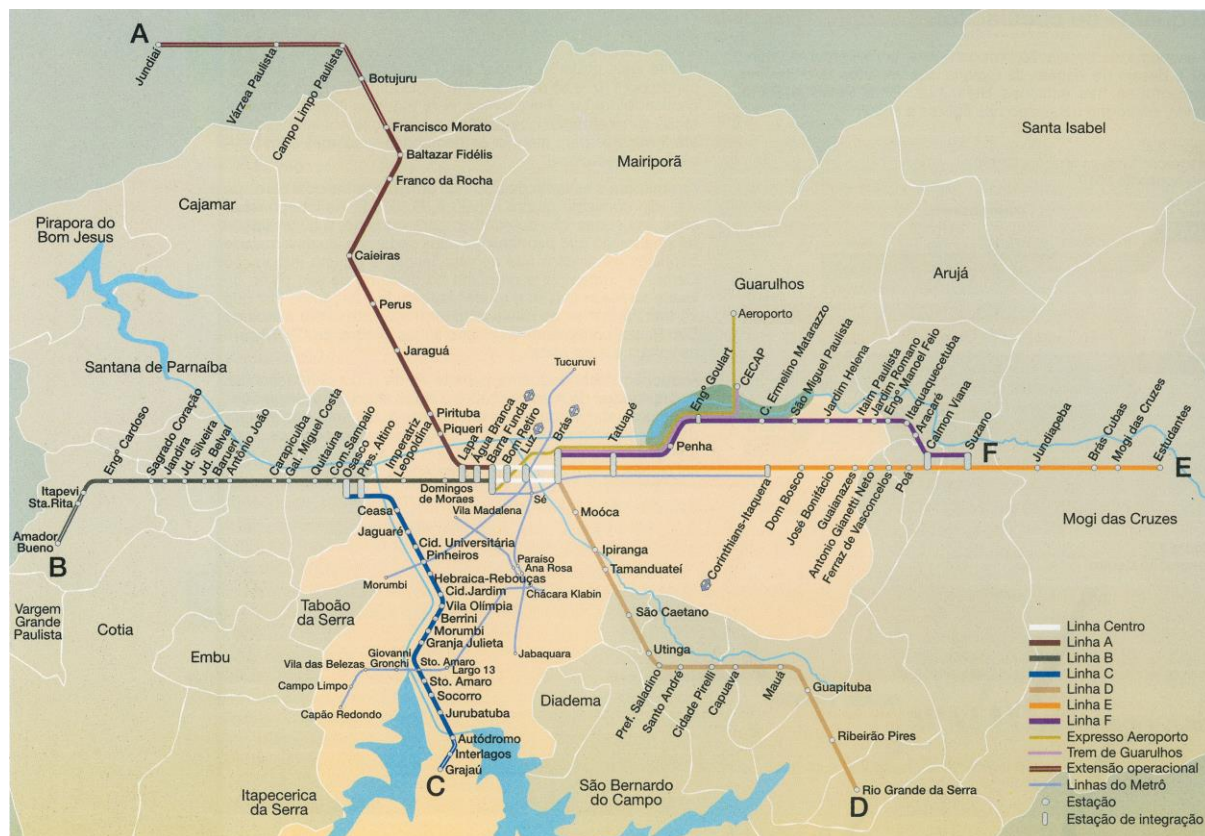 A
Jundiaí
Várzea Paulista
Campo Limpo Paulista
Botujuru
Francisco Morato
Baltazar Fidélis
Franco da Rocha
Caieiras
Perus
Jaraguá
Pirituba
Piqueri
Santa Isabel
Mairiporã
Cajamar
Pirapora do
Bom Jesus
Santana de Parnaíba
Arujá
Guarulhos
Aeroporto
CECAP
Tucuruvi
Engº Cardoso
Sagrado Coração
Jandira
Jd. Silveira
Jd. Belval
Barueri
Antônio João
Carapicuíba
Gal. Miguel Costa
Quitaúna
Com.Sampaio
Osasco
Pres. Altino
Imperatriz
Leopoldina
Domingos
de Moraes
Lapa
Água Branca
Barra Funda
Bom Retiro
Luz
Brás
Sé
Tatuapé
Penha
Engº Goulart
C. Ermelino Matarazzo
São Miguel Paulista
Jardim Helena
Itaim Paulista
Jardim Romano
Engº Manoel Feio
Itaquaquecetuba
Aracaré
Calmon Viana
Suzano
F
Jundiapeba
Brás Cubas
Mogi das Cruzes
Estudantes
E
Itapevi
Sta.Rita
Amador
Bueno
B
Corinthians-Itaquera
Dom Bosco
José Bonifácio
Guaianazes
Antonio Gianetti Neto
Ferraz de Vasconcelos
Poá
Mogi das Cruzes
Vila Madalena
Ceasa
Jaguaré
Cid. Universitária
Pinheiros
Hebraica-Rebouças
Cid.Jardim
Vila Olímpia
Berrini
Morumbi
Granja Julieta
Morumbi
Paraíso
Ana Rosa
Chácara Klabin
Jabaquara
Giovanni
Gronchi
Vila das Belezas
Campo Limpo
Capão Redondo
Sto. Amaro
Largo 13
Sto. Amaro
Socorro
Jurubatuba
Autódromo
Interlagos
Grajaú
C
Moóca
Ipiranga
Tamanduateí
São Caetano
Utinga
Pref. Saladino
Santo André
Cidade Pirelli
Capuava
Mauá
Guapituba
Ribeirão Pires
Rio Grande da Serra
D
Vargem
Grande
Paulista
Cotia
Embu
Taboão
da Serra
Itapecerica
da Serra
Diadema
São Bernardo
do Campo
Linha Centro
Linha A
Linha B
Linha C
Linha D
Linha E
Linha F
Expresso Aeroporto
Trem de Guarulhos
Extensão operacional
Linhas do Metrô
Estação
Estação de integração